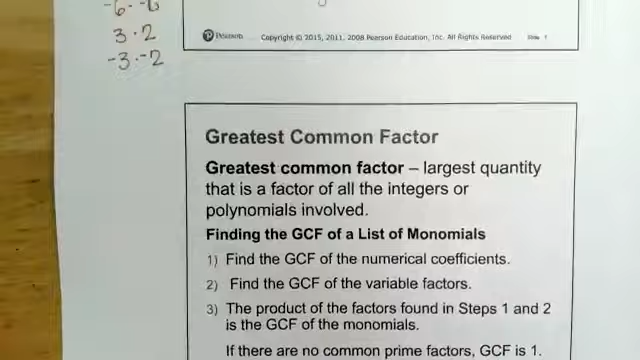 3 · 2
-3 · -2
Pearson Copyright © 2015, 2011, 2008 Pearson Education, Inc. All Rights Reserved Slide
Greatest Common Factor
Greatest common factor – largest quantity
that is a factor of all the integers or
polynomials involved.
Finding the GCF of a List of Monomials
1) Find the GCF of the numerical coefficients.
2) Find the GCF of the variable factors.
3) The product of the factors found in Steps 1 and 2
is the GCF of the monomials.
If there are no common prime factors, GCF is 1.